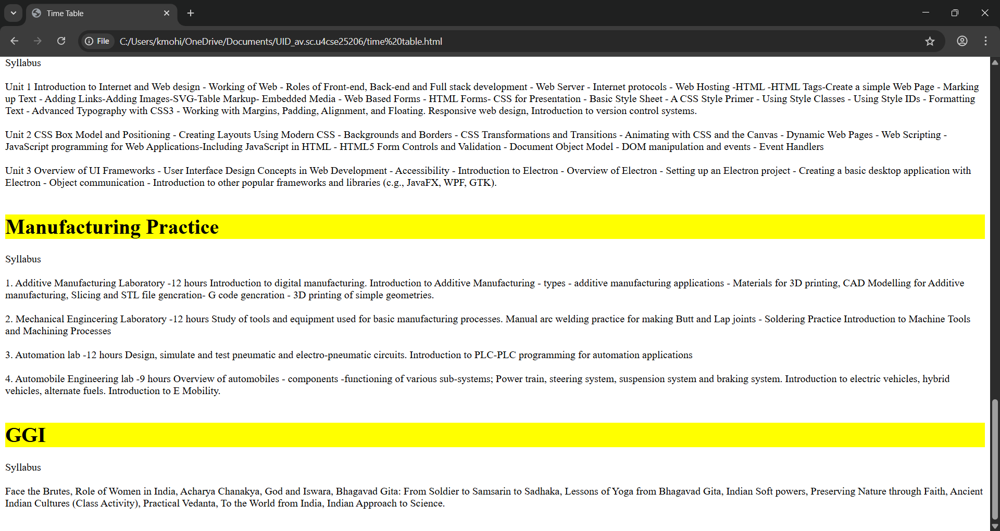 Time Table
File C:/Users/kmohi/OneDrive/Documents/UID_av.sc.u4cse25206/time%20table.html
Syllabus
Unit 1 Introduction to Internet and Web design - Working of Web - Roles of Front-end, Back-end and Full stack development - Web Server - Internet protocols - Web Hosting -HTML -HTML Tags-Create a simple Web Page - Marking
up Text - Adding Links-Adding Images-SVG-Table Markup- Embedded Media - Web Based Forms - HTML Forms- CSS for Presentation - Basic Style Sheet - A CSS Style Primer - Using Style Classes - Using Style IDs - Formatting
Text - Advanced Typography with CSS3 - Working with Margins, Padding, Alignment, and Floating. Responsive web design, Introduction to version control systems.
Unit 2 CSS Box Model and Positioning - Creating Layouts Using Modern CSS - Backgrounds and Borders - CSS Transformations and Transitions - Animating with CSS and the Canvas - Dynamic Web Pages - Web Scripting -
JavaScript programming for Web Applications-Including JavaScript in HTML - HTML5 Form Controls and Validation - Document Object Model - DOM manipulation and events - Event Handlers
Unit 3 Overview of UI Frameworks - User Interface Design Concepts in Web Development - Accessibility - Introduction to Electron - Overview of Electron - Setting up an Electron project - Creating a basic desktop application with
Electron - Object communication - Introduction to other popular frameworks and libraries (c.g., JavaFX, WPF, GTK).
Manufacturing Practice
Syllabus
1. Additive Manufacturing Laboratory -12 hours Introduction to digital manufacturing. Introduction to Additive Manufacturing - types - additive manufacturing applications - Materials for 3D printing, CAD Modelling for Additive
manufacturing, Slicing and STL file gencration- G code gencration - 3D printing of simple geometries.
2. Mechanical Engincering Laboratory -12 hours Study of tools and equipment used for basic manufacturing processes. Manual arc welding practice for making Butt and Lap joints - Soldering Practice Introduction to Machine Tools
and Machining Processes
3. Automation lab -12 hours Design, simulate and test pneumatic and electro-pneumatic circuits. Introduction to PLC-PLC programming for automation applications
4. Automobile Engineering lab -9 hours Overview of automobiles - components -functioning of various sub-systems; Power train, steering system, suspension system and braking system. Introduction to electric vehicles, hybrid
vehicles, alternate fuels. Introduction to E Mobility.
GGI
Syllabus
Face the Brutes, Role of Women in India, Acharya Chanakya, God and Iswara, Bhagavad Gita: From Soldier to Samsarin to Sadhaka, Lessons of Yoga from Bhagavad Gita, Indian Soft powers, Preserving Nature through Faith, Ancient
Indian Cultures (Class Activity), Practical Vedanta, To the World from India, Indian Approach to Science.